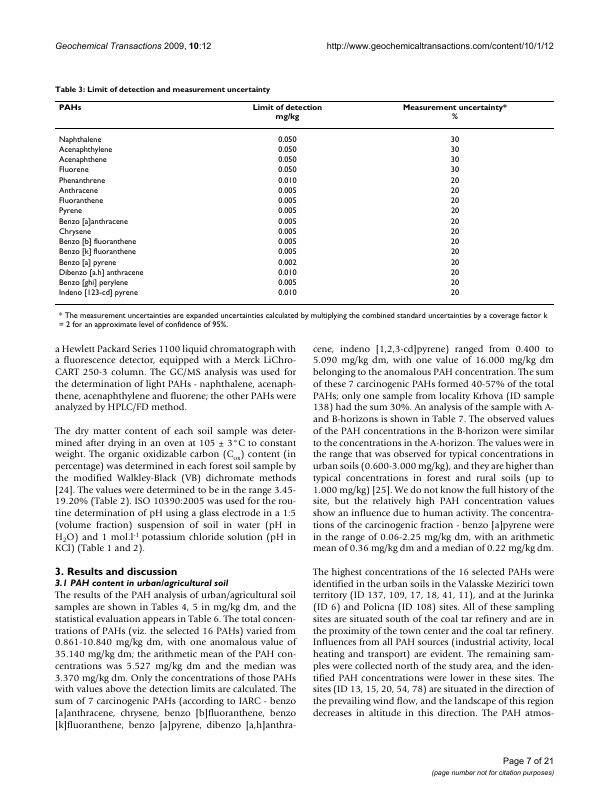 Geochemical Transactions 2009, 10:12
http://www.geochemicaltransactions.com/content/10/1/12
Table 3: Limit of detection and measurement uncertainty
PAHs Limit of detection Measurement uncertainty*
mg/kg %
Naphthalene 0.050 30
Acenaphthylene 0.050 30
Acenaphthene 0.050 30
Fluorene 0.050 30
Phenanthrene 0.010 20
Anthracene 0.005 20
Fluoranthene 0.005 20
Pyrene 0.005 20
Benzo [a]anthracene 0.005 20
Chrysene 0.005 20
Benzo [b] fluoranthene 0.005 20
Benzo [k] fluoranthene 0.005 20
Benzo [a] pyrene 0.002 20
Dibenzo [a.h] anthracene 0.010 20
Benzo [ghi] perylene 0.005 20
Indeno [123-cd] pyrene 0.010 20
* The measurement uncertainties are expanded uncertainties calculated by multiplying the combined standard uncertainties by a coverage factor k
= 2 for an approximate level of confidence of 95%.
a Hewlett Packard Series 1100 liquid chromatograph with
a fluorescence detector, equipped with a Merck LiChro-
CART 250-3 column. The GC/MS analysis was used for
the determination of light PAHs - naphthalene, acenaph-
thene, acenaphthylene and fluorene; the other PAHs were
analyzed by HPLC/FD method.
The dry matter content of each soil sample was deter-
mined after drying in an oven at 105 ± 3°C to constant
weight. The organic oxidizable carbon (Cox) content (in
percentage) was determined in each forest soil sample by
the modified Walkley-Black (VB) dichromate methods
[24]. The values were determined to be in the range 3.45-
19.20% (Table 2). ISO 10390:2005 was used for the rou-
tine determination of pH using a glass electrode in a 1:5
(volume fraction) suspension of soil in water (pH in
H2O) and 1 mol.l-1 potassium chloride solution (pH in
KCl) (Table 1 and 2).
3. Results and discussion
3.1 PAH content in urban/agricultural soil
The results of the PAH analysis of urban/agricultural soil
samples are shown in Tables 4, 5 in mg/kg dm, and the
statistical evaluation appears in Table 6. The total concen-
trations of PAHs (viz. the selected 16 PAHs) varied from
0.861-10.840 mg/kg dm, with one anomalous value of
35.140 mg/kg dm; the arithmetic mean of the PAH con-
centrations was 5.527 mg/kg dm and the median was
3.370 mg/kg dm. Only the concentrations of those PAHs
with values above the detection limits are calculated. The
sum of 7 carcinogenic PAHs (according to IARC - benzo
[a]anthracene, chrysene, benzo [b]fluoranthene, benzo
[k]fluoranthene, benzo [a]pyrene, dibenzo [a,h]anthra-
cene, indeno [1,2,3-cd]pyrene) ranged from 0.400 to
5.090 mg/kg dm, with one value of 16.000 mg/kg dm
belonging to the anomalous PAH concentration. The sum
of these 7 carcinogenic PAHs formed 40-57% of the total
PAHs; only one sample from locality Krhova (ID sample
138) had the sum 30%. An analysis of the sample with A-
and B-horizons is shown in Table 7. The observed values
of the PAH concentration in the B-horizon were similar
to the concentrations in the A-horizon. The values were in
the range that was observed for typical concentrations in
urban soils (0.600-3.000 mg/kg), and they are higher than
typical concentrations in forest and rural soils (up to
1.000 mg/kg) [25]. We do not know the full history of the
site, but the relatively high PAH concentration values
show an influence due to human activity. The concentra-
tions of the carcinogenic fraction - benzo [a]pyrene were
in the range of 0.06-2.25 mg/kg dm, with an arithmetic
mean of 0.36 mg/kg dm and a median of 0.22 mg/kg dm.
The highest concentrations of the 16 selected PAHs were
identified in the urban soils in the Valasske Mezirici town
territory (ID 137, 109, 17, 18, 41, 11), and at the Jurinka
(ID 6) and Policna (ID 108) sites. All of these sampling
sites are situated south of the coal tar refinery and are in
the proximity of the town center and the coal tar refinery.
Influences from all PAH sources (industrial activity, local
heating and transport) are evident. The remaining sam-
ples were collected north of the study area, and the iden-
tified PAH concentrations were lower in these sites. The
sites (ID 13, 15, 20, 54, 78) are situated in the direction of
the prevailing wind flow, and the landscape of this region
decreases in altitude in this direction. The PAH atmos-
Page 7 of 21
(page number not for citation purposes)